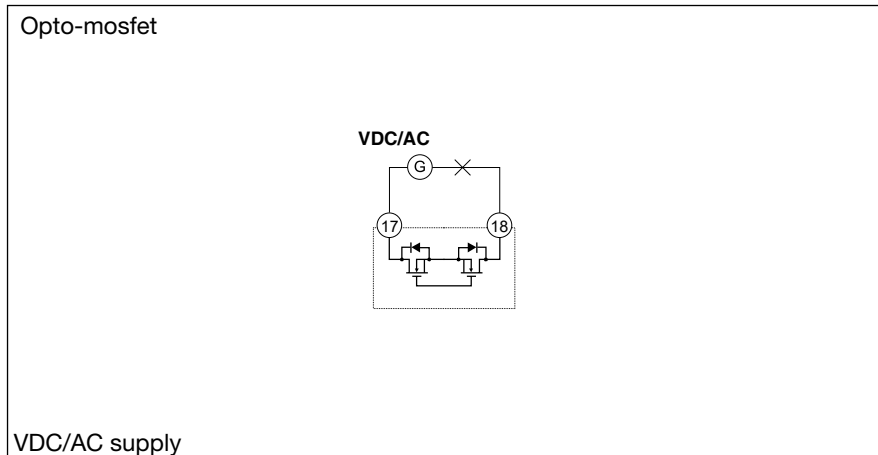 Opto-mosfet
VDC/AC
G
17
18
VDC/AC supply